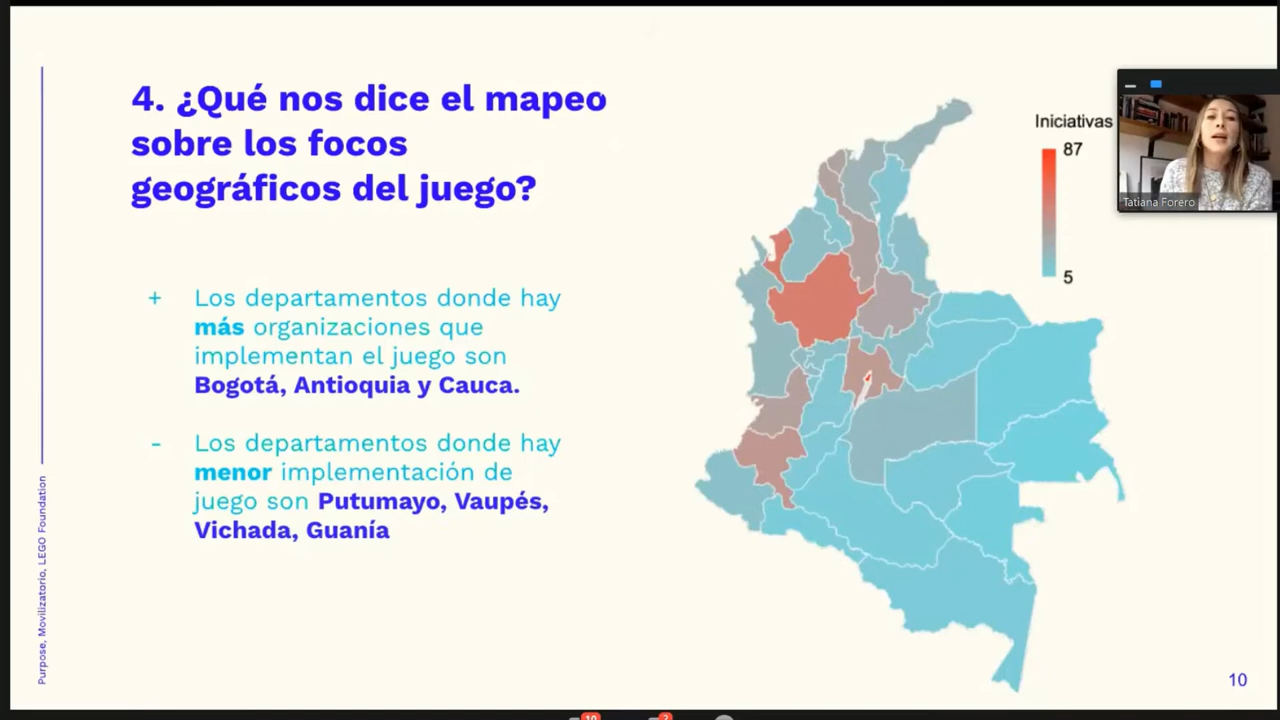 4. ¿Qué nos dice el mapeo
sobre los focos
geográficos del juego?
+ Los departamentos donde hay
más organizaciones que
implementan el juego son
Bogotá, Antioquia y Cauca.
- Los departamentos donde hay
menor implementación de
juego son Putumayo, Vaupés,
Vichada, Guanía
Iniciativas
87
5
Tatiana Forero
Purpose, Movilizatorio, LEGO Foundation
10
10
2